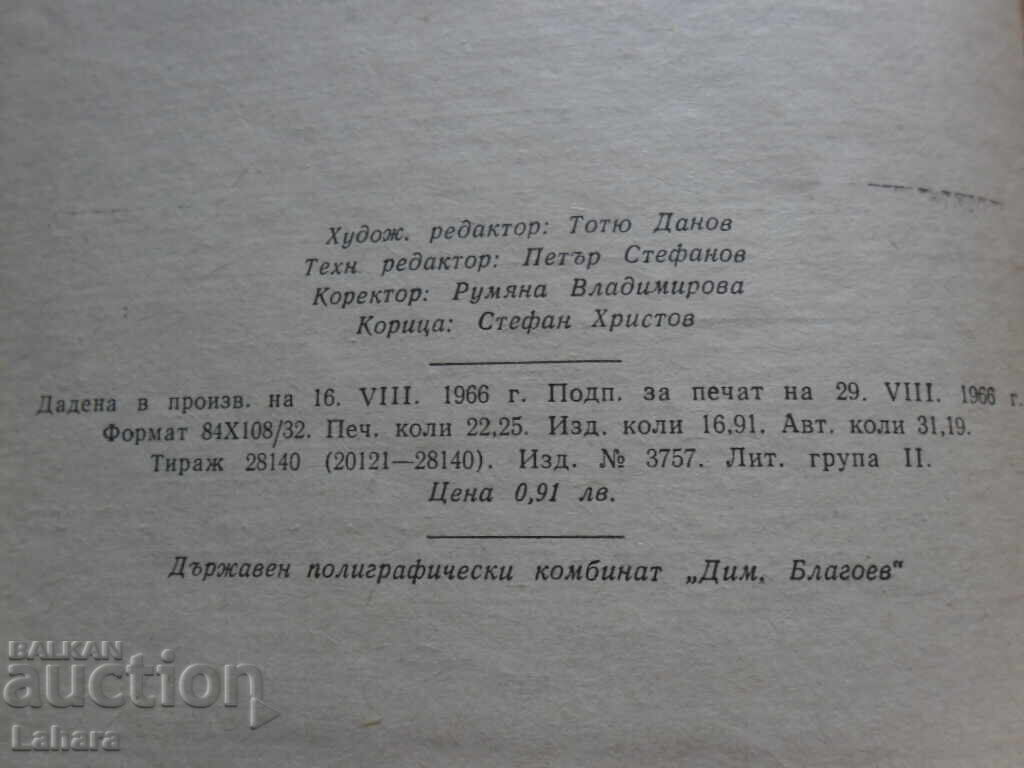 Худож. редактор: Тотю Данов
Техн. редактор: Петър Стефанов
Коректор: Румяна Владимирова
Корица: Стефан Христов
Дадена в произв. на 16. VIII. 1966 г. Подп. за печат на 29. VIII. 1966 г.
Формат 84X108/32. Печ. коли 22,25. Изд. коли 16,91. Авт. коли 31,19.
Тираж 28140 (20121—28140). Изд. № 3757. Лит. група II.
Цена 0,91 лв.
Държавен полиграфически комбинат „Дим. Благоев“
BALKAN
auction
Lahara